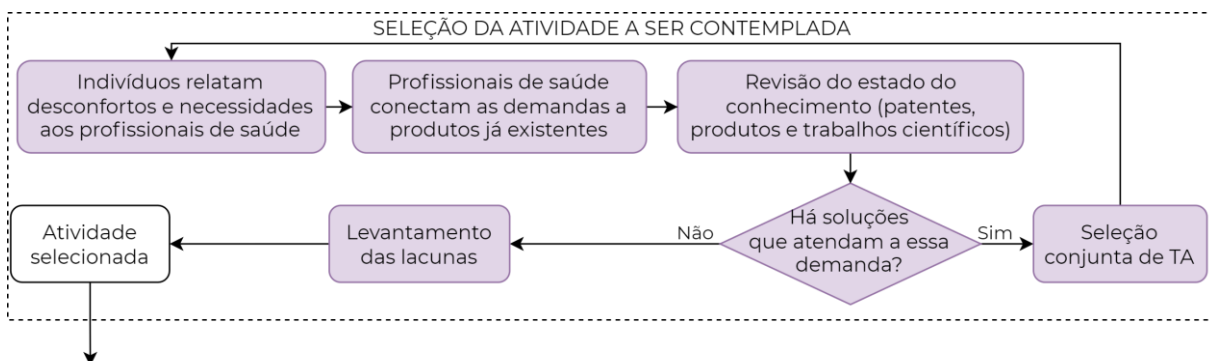 SELEÇÃO DA ATIVIDADE A SER CONTEMPLADA
Indivíduos relatam
desconfortos e necessidades
aos profissionais de saúde
Profissionais de saúde
conectam as demandas a
produtos já existentes
Revisão do estado do
conhecimento (patentes,
produtos e trabalhos científicos)
Há soluções
que atendam a essa
demanda?
Sim
Seleção
conjunta de TA
Não
Levantamento
das lacunas
Atividade
selecionada